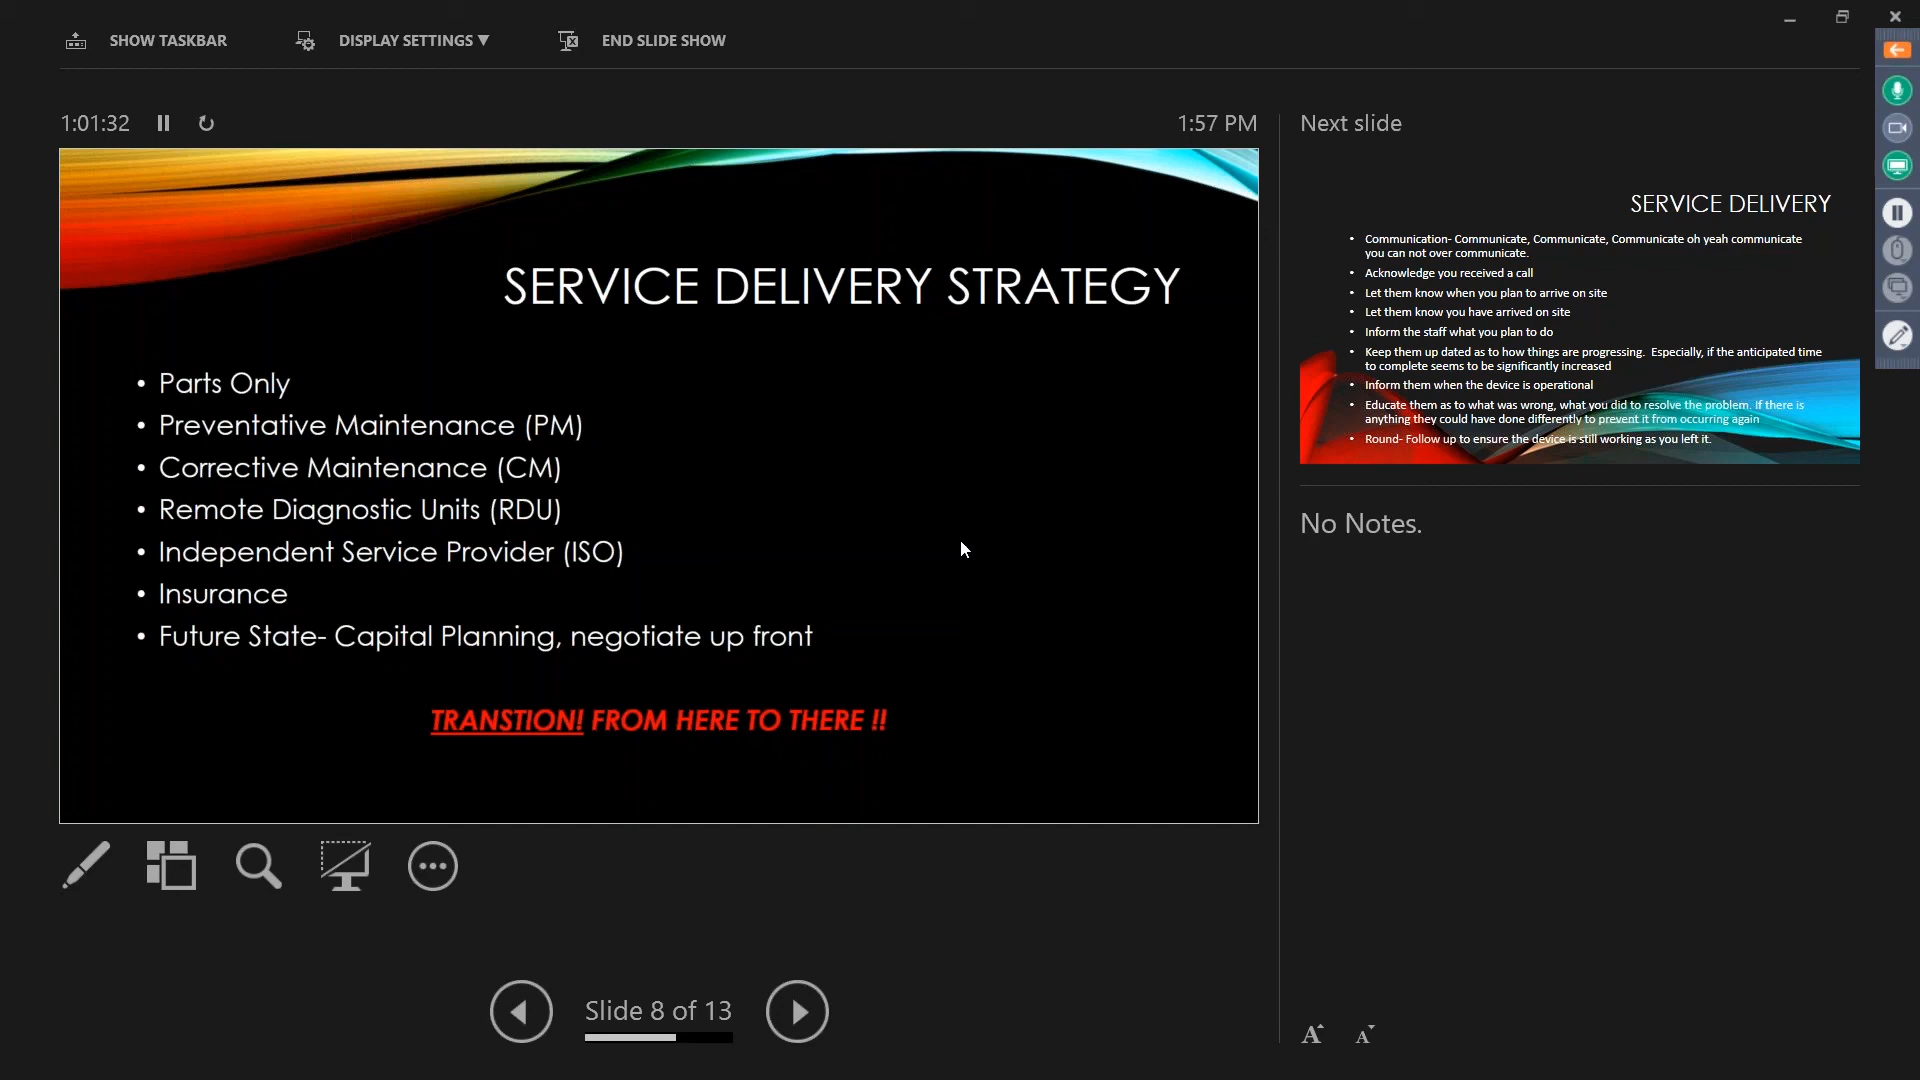 SHOW TASKBAR
DISPLAY SETTINGS ▼
END SLIDE SHOW
1:01:32
1:57 PM
Next slide
SERVICE DELIVERY STRATEGY
• Parts Only
• Preventative Maintenance (PM)
• Corrective Maintenance (CM)
• Remote Diagnostic Units (RDU)
• Independent Service Provider (ISO)
• Insurance
• Future State- Capital Planning, negotiate up front
TRANSTION! FROM HERE TO THERE !!
SERVICE DELIVERY
• Communication- Communicate, Communicate, Communicate oh yeah communicate
you can not over communicate.
• Acknowledge you received a call
• Let them know when you plan to arrive on site
• Let them know you have arrived on site
• Inform the staff what you plan to do
• Keep them up dated as to how things are progressing. Especially, if the anticipated time
to complete seems to be significantly increased
• Inform them when the device is operational
• Educate them as to what was wrong, what you did to resolve the problem. If there is
anything they could have done differently to prevent it from occurring again
• Round- Follow up to ensure the device is still working as you left it.
No Notes.
Slide 8 of 13
A A